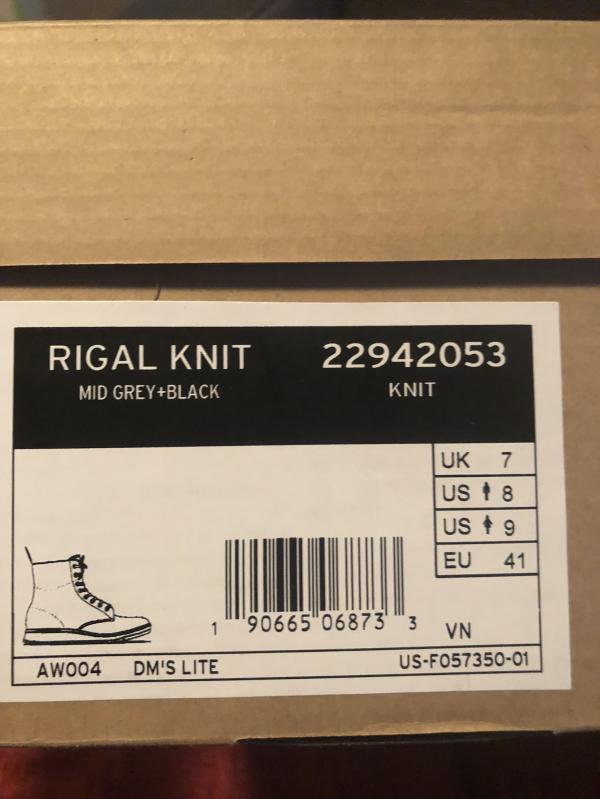 RIGAL KNIT 22942053
MID GREY+BLACK KNIT
UK 7
US 8
US 9
EU 41
1 90665 06873 3
VN
AW004 DM'S LITE US-F057350-01